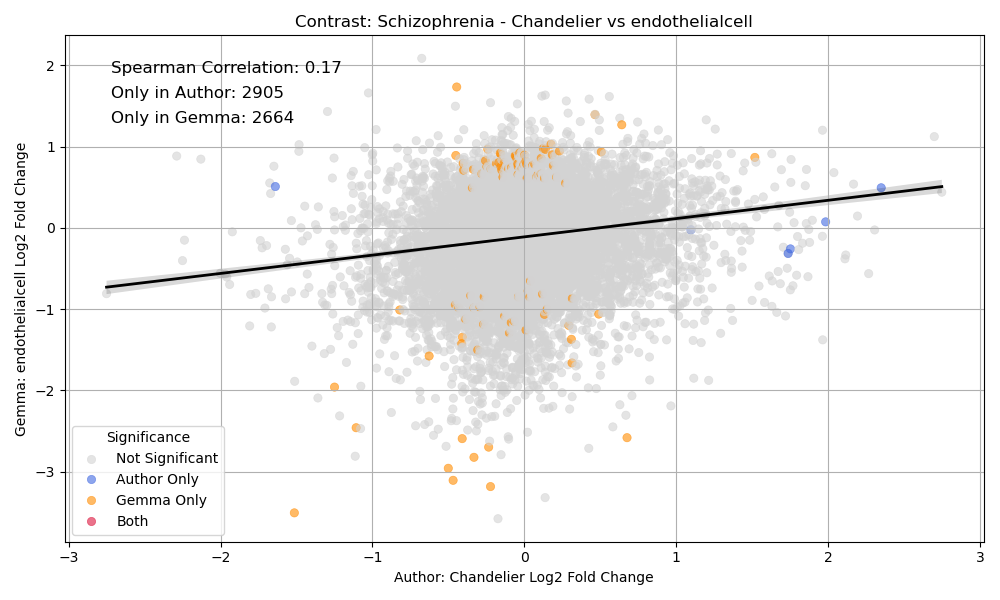 Contrast: Schizophrenia - Chandelier vs endothelialcell
Spearman Correlation: 0.17
Only in Author: 2905
Only in Gemma: 2664
Gemma: endothelialcell Log2 Fold Change
2
1
0
−1
−2
−3
Significance
Not Significant
Author Only
Gemma Only
Both
−3
−2
−1
0
1
2
3
Author: Chandelier Log2 Fold Change